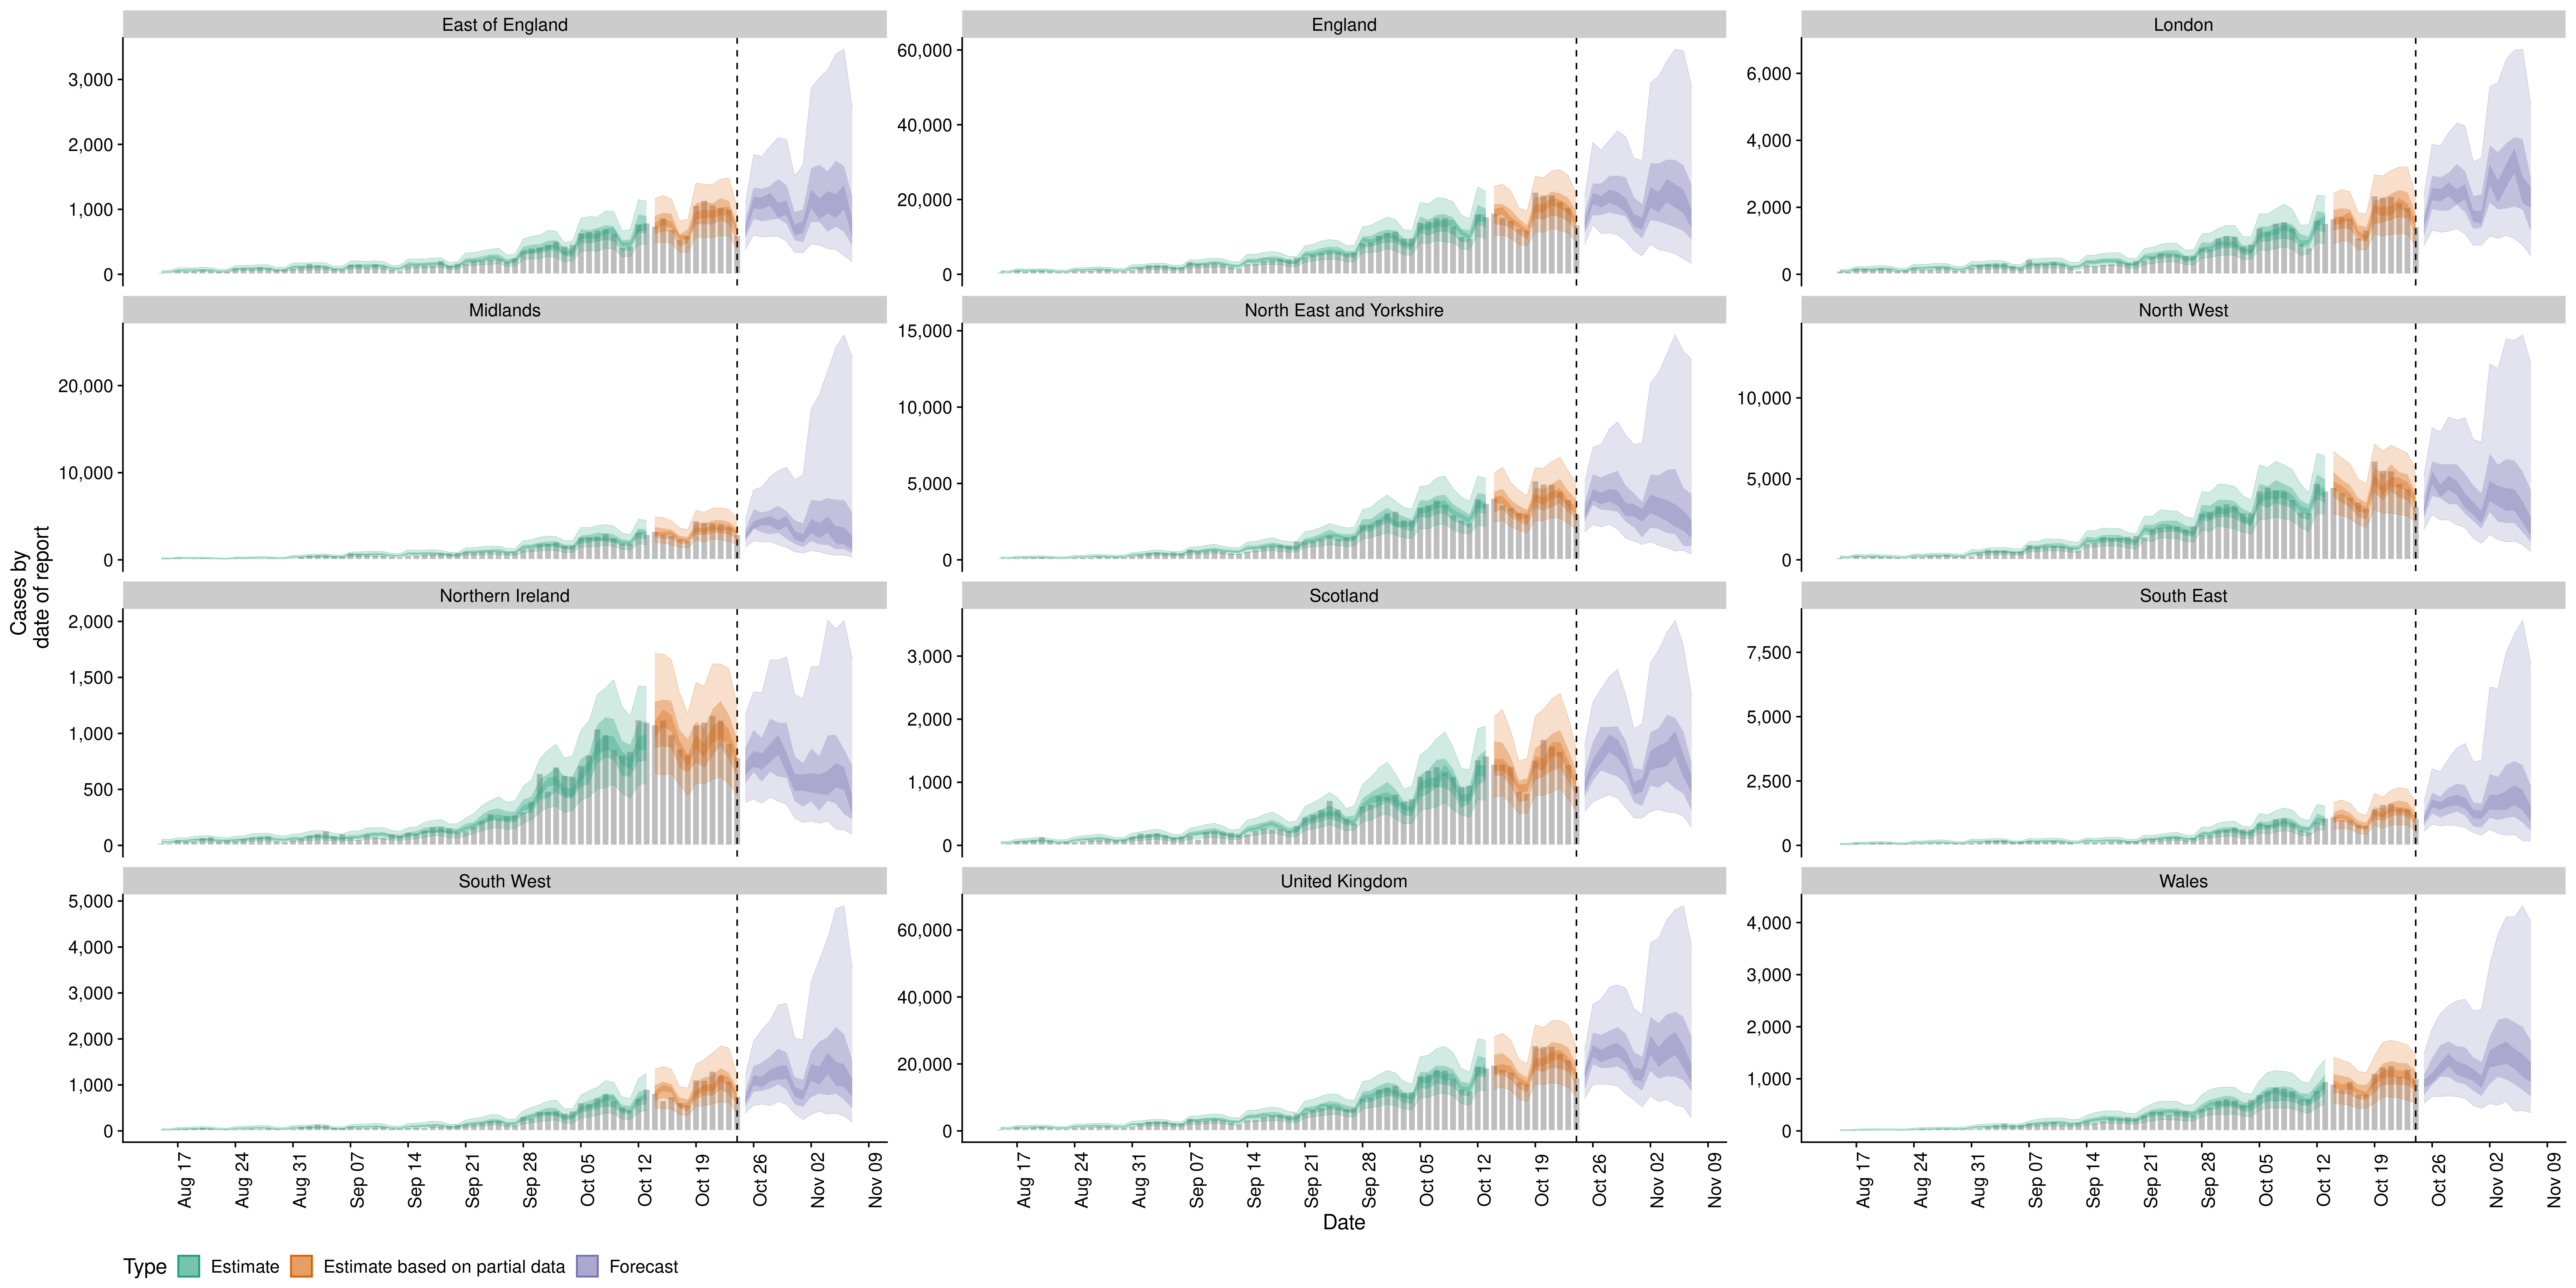 East of England
England
London
3,000
2,000
1,000
0
60,000
40,000
20,000
0
6,000
4,000
2,000
0
Midlands
North East and Yorkshire
North West
20,000
10,000
0
15,000
10,000
5,000
0
10,000
5,000
0
Cases by
date of report
Northern Ireland
Scotland
South East
2,000
1,500
1,000
500
0
3,000
2,000
1,000
0
7,500
5,000
2,500
0
South West
United Kingdom
Wales
5,000
4,000
3,000
2,000
1,000
0
60,000
40,000
20,000
0
4,000
3,000
2,000
1,000
0
Aug 17
Aug 24
Aug 31
Sep 07
Sep 14
Sep 21
Sep 28
Oct 05
Oct 12
Oct 19
Oct 26
Nov 02
Nov 09
Aug 17
Aug 24
Aug 31
Sep 07
Sep 14
Sep 21
Sep 28
Oct 05
Oct 12
Oct 19
Oct 26
Nov 02
Nov 09
Aug 17
Aug 24
Aug 31
Sep 07
Sep 14
Sep 21
Sep 28
Oct 05
Oct 12
Oct 19
Oct 26
Nov 02
Nov 09
Date
Type Estimate Estimate based on partial data Forecast